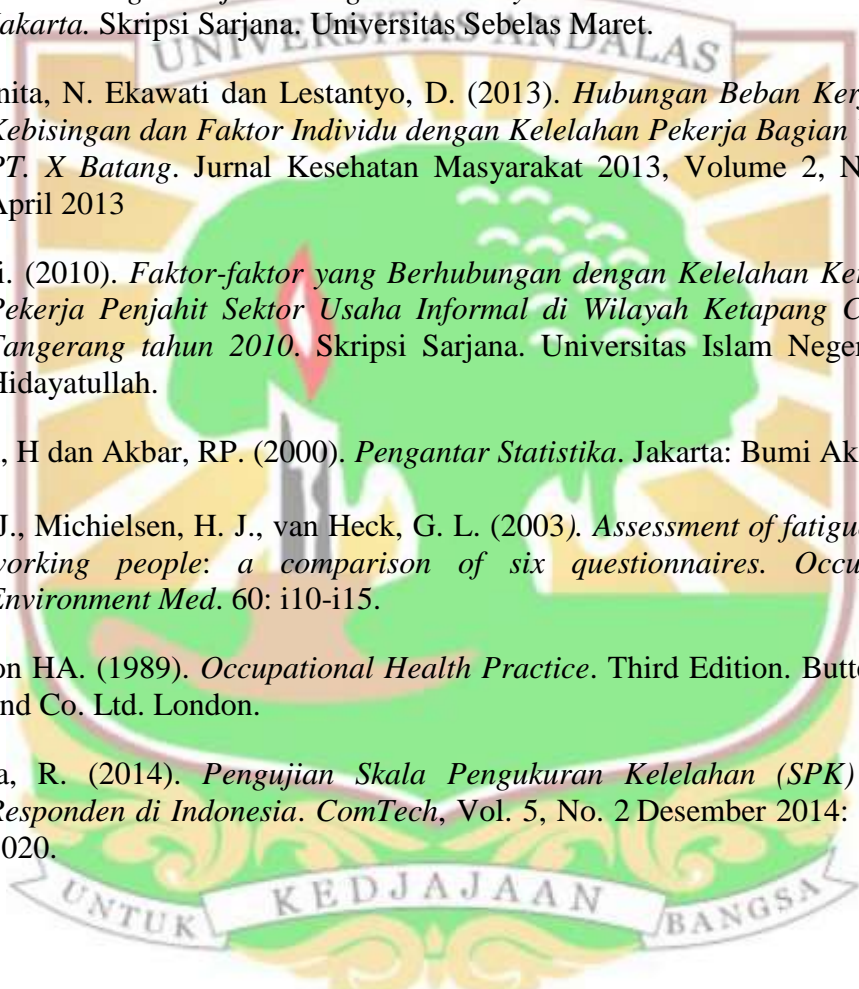 Jakarta. Skripsi Sarjana. Universitas Sebelas Maret.
UNIVERSITAS ANDALAS
nita, N. Ekawati dan Lestantyo, D. (2013). Hubungan Beban Kerj
Kebisingan dan Faktor Individu dengan Kelelahan Pekerja Bagian
PT. X Batang. Jurnal Kesehatan Masyarakat 2013, Volume 2, N
April 2013
i. (2010). Faktor-faktor yang Berhubungan dengan Kelelahan Ker
Pekerja Penjahit Sektor Usaha Informal di Wilayah Ketapang C
Tangerang tahun 2010. Skripsi Sarjana. Universitas Islam Neger
Hidayatullah.
, H dan Akbar, RP. (2000). Pengantar Statistika. Jakarta: Bumi Ak
J., Michielsen, H. J., van Heck, G. L. (2003). Assessment of fatigu
working people: a comparison of six questionnaires. Occu
Environment Med. 60: i10-i15.
on HA. (1989). Occupational Health Practice. Third Edition. Butt
and Co. Ltd. London.
a, R. (2014). Pengujian Skala Pengukuran Kelelahan (SPK)
Responden di Indonesia. ComTech, Vol. 5, No. 2 Desember 2014:
020.
UNTUK KEDJAJAAN BANGSA